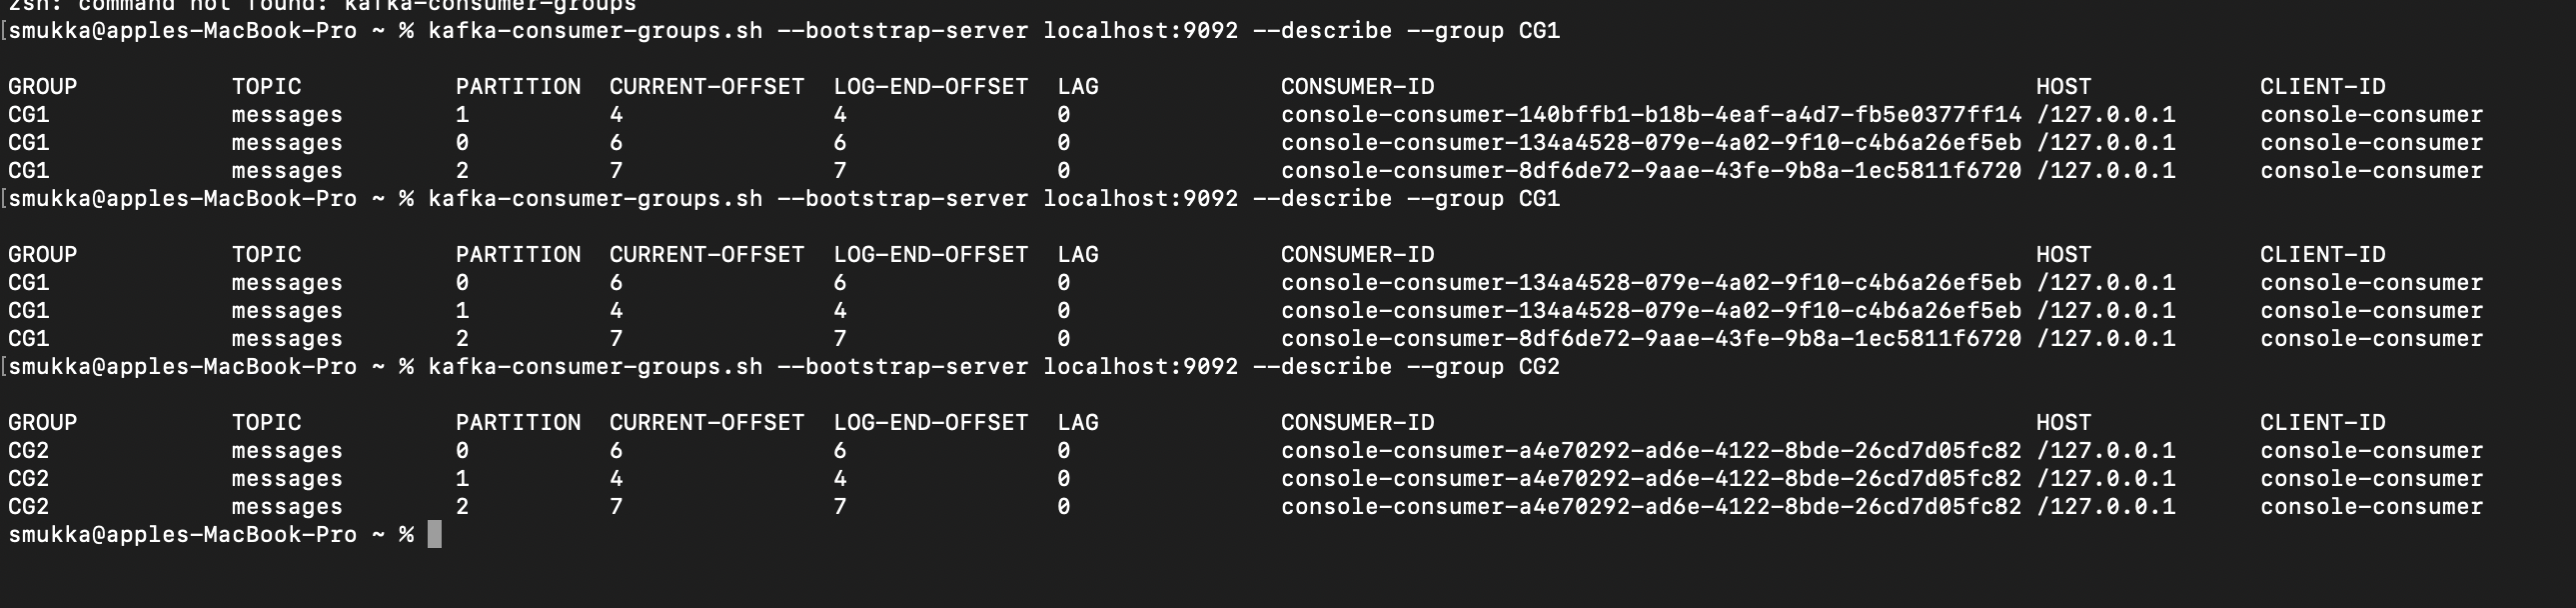 zsh: command not found: kafka-consumer-groups
[smukka@apples-MacBook-Pro ~ % kafka-consumer-groups.sh --bootstrap-server localhost:9092 --describe --group CG1
GROUP TOPIC PARTITION CURRENT-OFFSET LOG-END-OFFSET LAG CONSUMER-ID HOST CLIENT-ID
CG1 messages 1 4 4 0 console-consumer-140bffb1-b18b-4eaf-a4d7-fb5e0377ff14 /127.0.0.1 console-consumer
CG1 messages 0 6 6 0 console-consumer-134a4528-079e-4a02-9f10-c4b6a26ef5eb /127.0.0.1 console-consumer
CG1 messages 2 7 7 0 console-consumer-8df6de72-9aae-43fe-9b8a-1ec5811f6720 /127.0.0.1 console-consumer
[smukka@apples-MacBook-Pro ~ % kafka-consumer-groups.sh --bootstrap-server localhost:9092 --describe --group CG1
GROUP TOPIC PARTITION CURRENT-OFFSET LOG-END-OFFSET LAG CONSUMER-ID HOST CLIENT-ID
CG1 messages 0 6 6 0 console-consumer-134a4528-079e-4a02-9f10-c4b6a26ef5eb /127.0.0.1 console-consumer
CG1 messages 1 4 4 0 console-consumer-134a4528-079e-4a02-9f10-c4b6a26ef5eb /127.0.0.1 console-consumer
CG1 messages 2 7 7 0 console-consumer-8df6de72-9aae-43fe-9b8a-1ec5811f6720 /127.0.0.1 console-consumer
[smukka@apples-MacBook-Pro ~ % kafka-consumer-groups.sh --bootstrap-server localhost:9092 --describe --group CG2
GROUP TOPIC PARTITION CURRENT-OFFSET LOG-END-OFFSET LAG CONSUMER-ID HOST CLIENT-ID
CG2 messages 0 6 6 0 console-consumer-a4e70292-ad6e-4122-8bde-26cd7d05fc82 /127.0.0.1 console-consumer
CG2 messages 1 4 4 0 console-consumer-a4e70292-ad6e-4122-8bde-26cd7d05fc82 /127.0.0.1 console-consumer
CG2 messages 2 7 7 0 console-consumer-a4e70292-ad6e-4122-8bde-26cd7d05fc82 /127.0.0.1 console-consumer
smukka@apples-MacBook-Pro ~ %